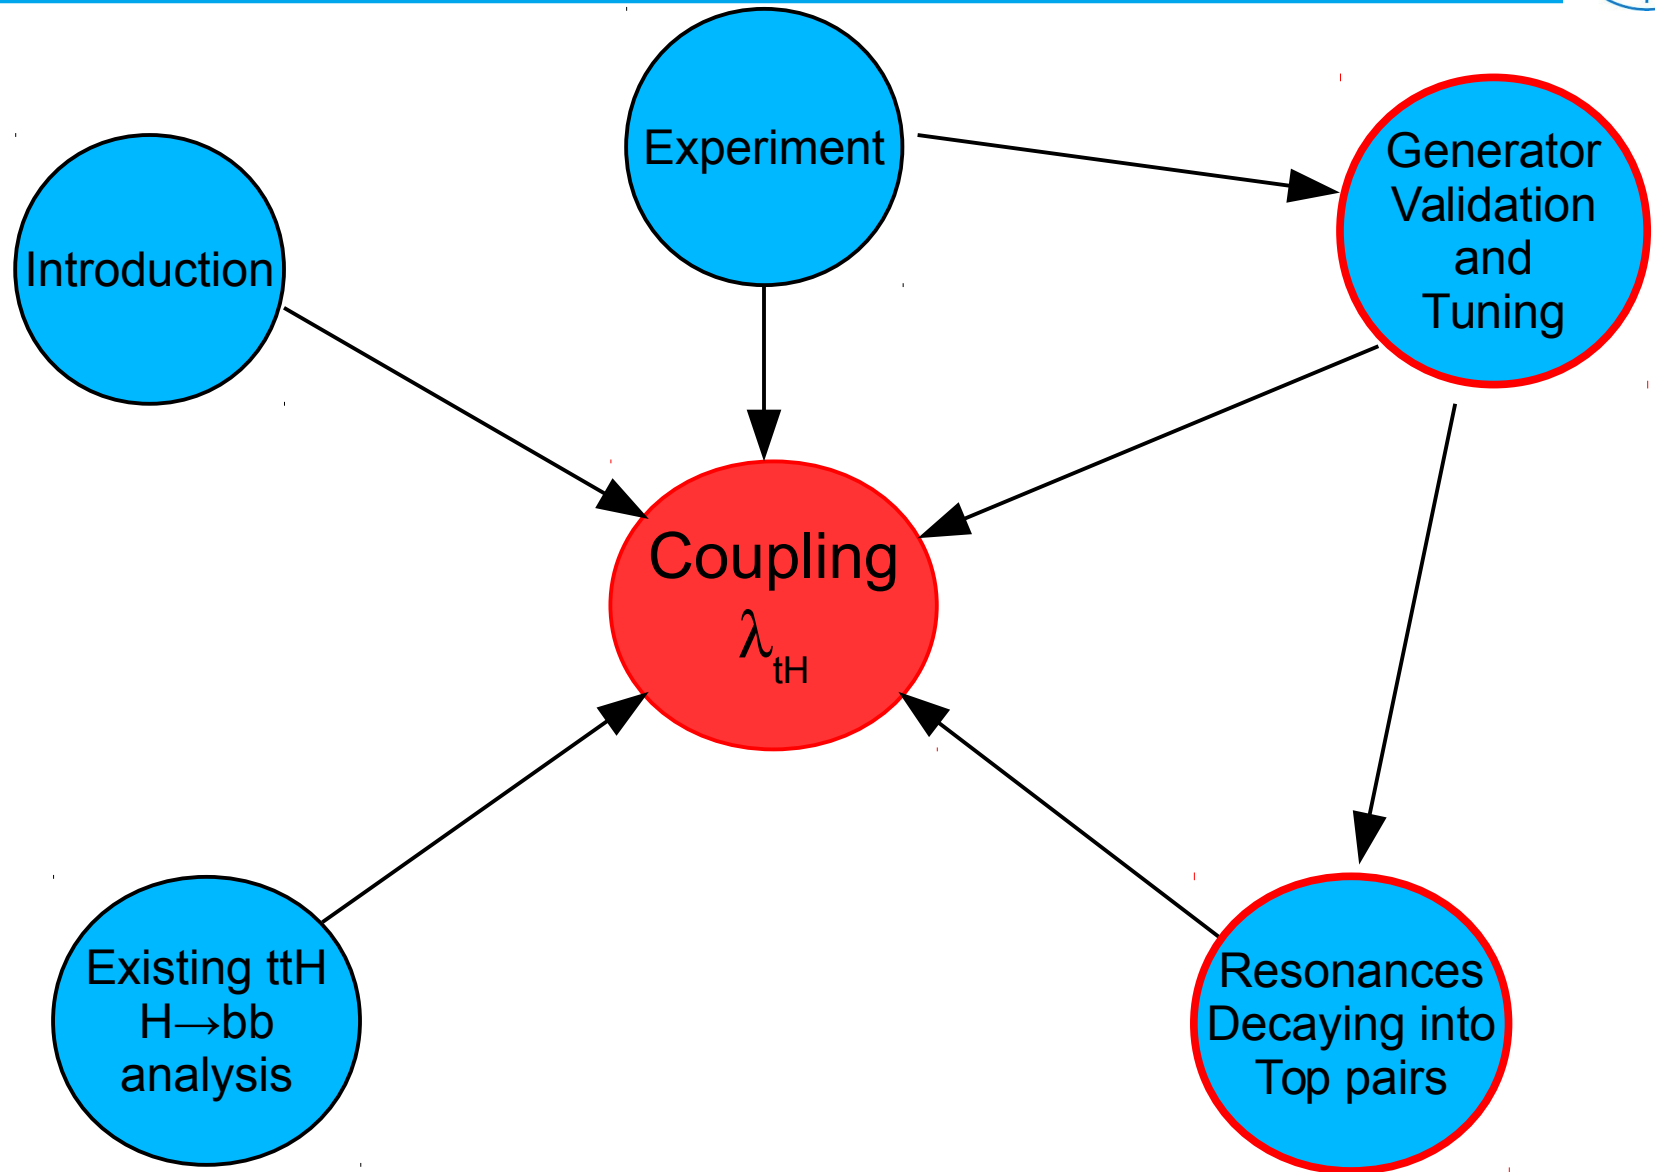 Experiment
Generator
Validation
and
Tuning
Introduction
Coupling
λtH
Existing ttH
H→bb
analysis
Resonances
Decaying into
Top pairs